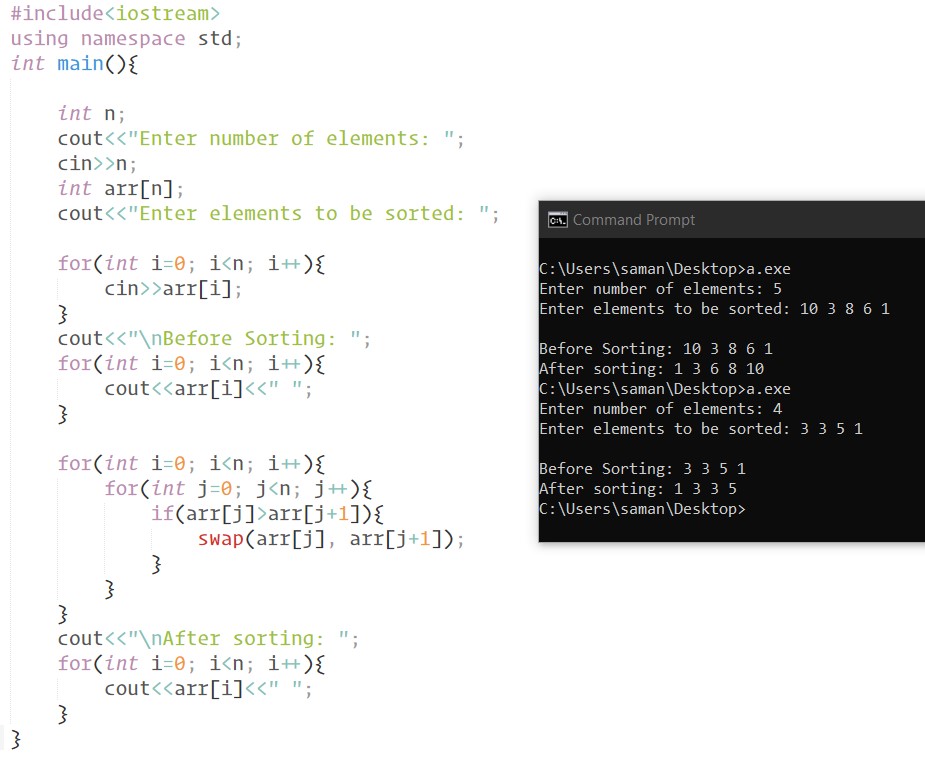 #include<iostream>
using namespace std;
int main(){
int n;
cout<<"Enter number of elements: ";
cin>>n;
int arr[n];
cout<<"Enter elements to be sorted: ";
for(int i=0; i<n; i++){
cin>>arr[i];
}
cout<<"\nBefore Sorting: ";
for(int i=0; i<n; i++){
cout<<arr[i]<<" ";
}
for(int i=0; i<n; i++){
for(int j=0; j<n; j++){
if(arr[j]>arr[j+1]){
swap(arr[j], arr[j+1]);
}
}
}
cout<<"\nAfter sorting: ";
for(int i=0; i<n; i++){
cout<<arr[i]<<" ";
}
}
C:\. Command Prompt
C:\Users\saman\Desktop>a.exe
Enter number of elements: 5
Enter elements to be sorted: 10 3 8 6 1
Before Sorting: 10 3 8 6 1
After sorting: 1 3 6 8 10
C:\Users\saman\Desktop>a.exe
Enter number of elements: 4
Enter elements to be sorted: 3 3 5 1
Before Sorting: 3 3 5 1
After sorting: 1 3 3 5
C:\Users\saman\Desktop>